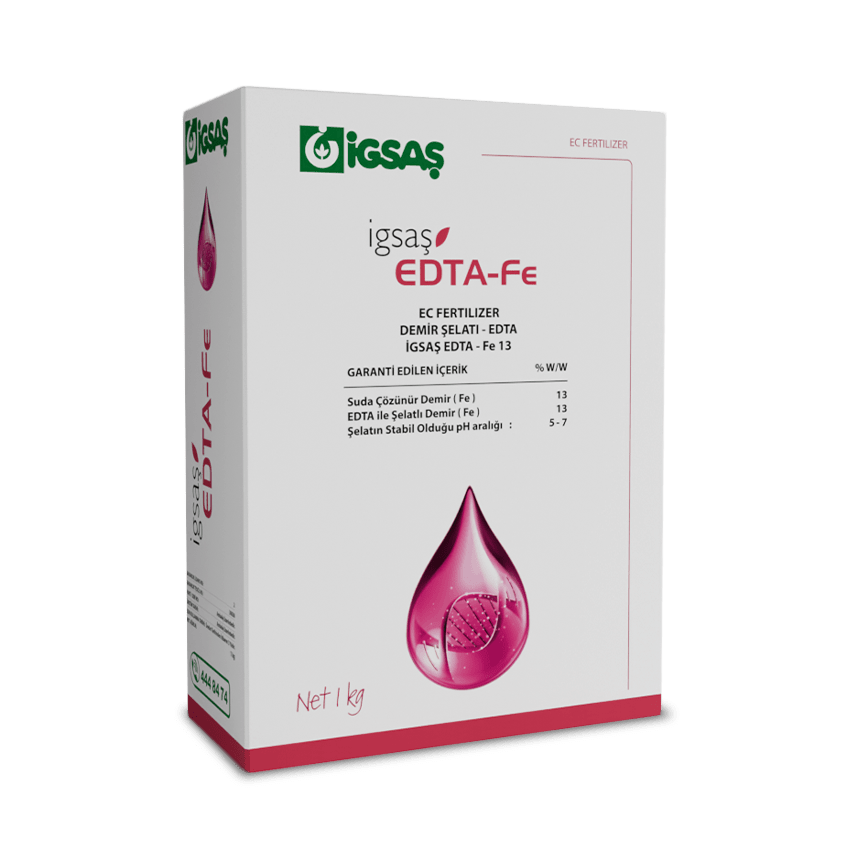 İGSAŞ
EC FERTILIZER
igsaş
EDTA-Fe
EC FERTILIZER
DEMİR ŞELATI - EDTA
İGSAŞ EDTA - Fe 13
GARANTİ EDİLEN İÇERİK % W/W
Suda Çözünür Demir ( Fe ) 13
EDTA ile Şelatlı Demir ( Fe ) 13
Şelatın Stabil Olduğu pH aralığı : 5 - 7
Net 1 kg
İGSAŞ
igsaş
EDTA-Fe
444 84 74